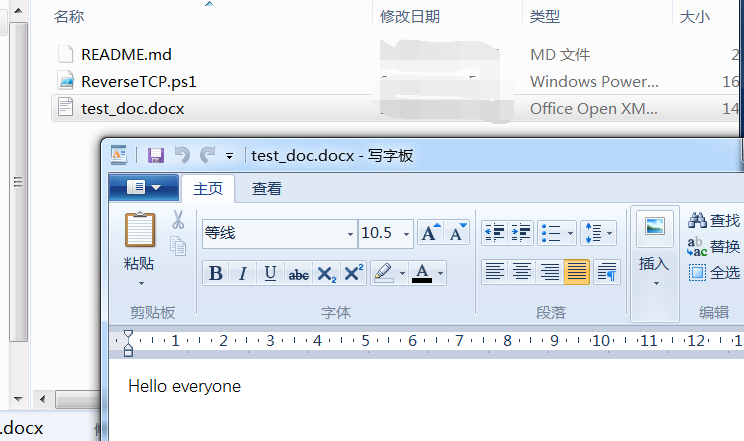 名称 修改日期 类型 大小
README.md MD 文件 2
ReverseTCP.ps1 Windows Power... 16
test_doc.docx Office Open XM... 14
test_doc.docx - 写字板
主页 查看
等线 10.5 A A 查找
替换
粘贴 插入
B I U abc X2 X2 A 全选
剪贴板 字体 段落 编辑
1 2 3 4 5 6 7 8 9 10 11 12 1
Hello everyone
.docx